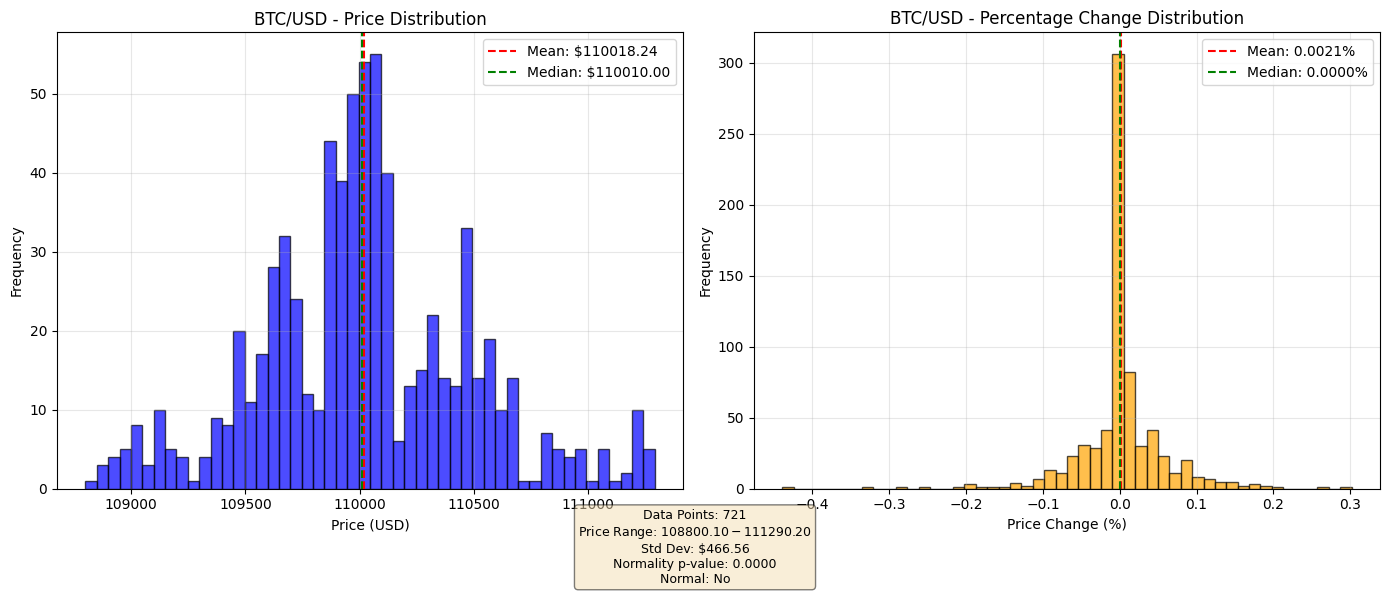 BTC/USD - Price Distribution
Mean: $110018.24
Median: $110010.00
Frequency
50
40
30
20
10
0
109000 109500 110000 110500 111000
Price (USD)
BTC/USD - Percentage Change Distribution
Mean: 0.0021%
Median: 0.0000%
Frequency
300
250
200
150
100
50
0
−0.4 −0.3 −0.2 −0.1 0.0 0.1 0.2 0.3
Price Change (%)
Data Points: 721
Price Range: 108800.10 − 111290.20
Std Dev: $466.56
Normality p-value: 0.0000
Normal: No